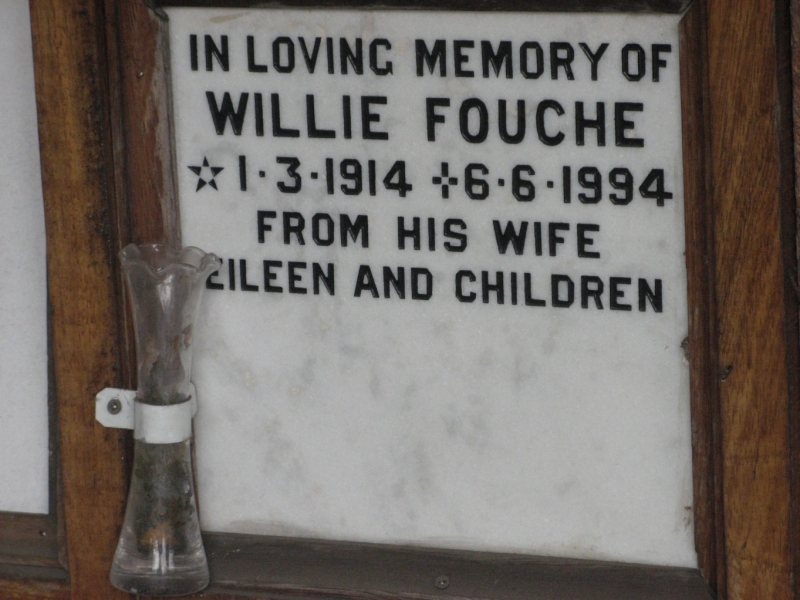 IN LOVING MEMORY OF
WILLIE FOUCHE
☆ 1·3·1914 ✢ 6·6·1994
FROM HIS WIFE
EILEEN AND CHILDREN